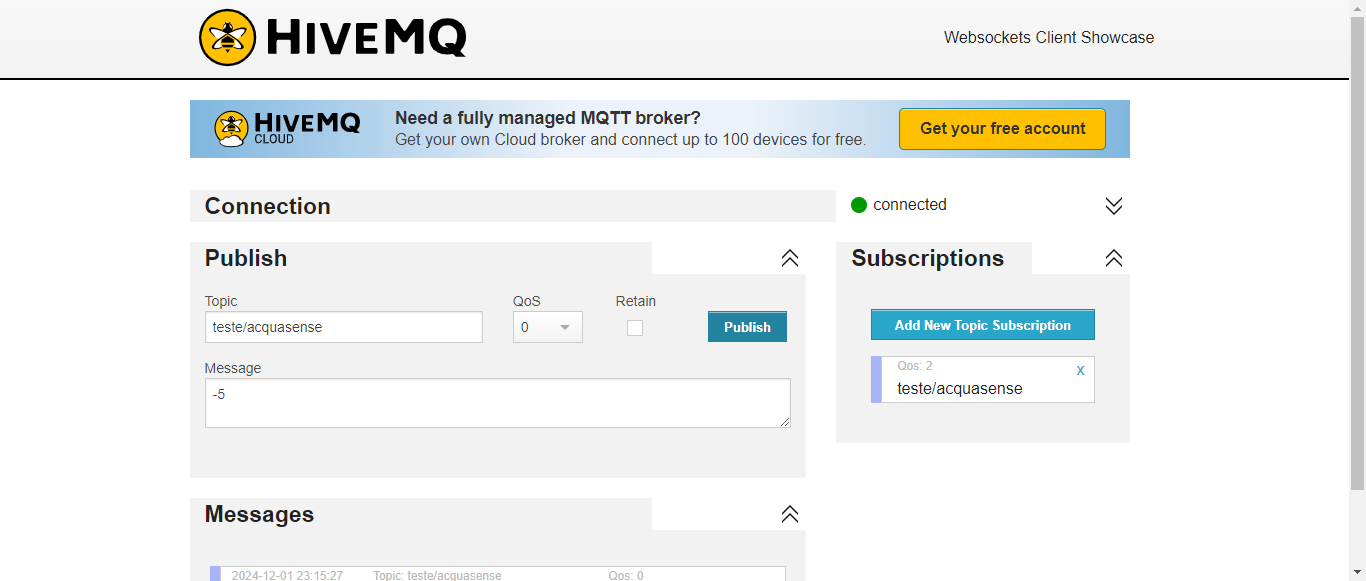 HIVEMQ
Websockets Client Showcase
HIVEMQ
CLOUD
Need a fully managed MQTT broker?
Get your own Cloud broker and connect up to 100 devices for free.
Get your free account
Connection
connected
Publish
Topic
QoS
Retain
teste/acquasense
0
Publish
Message
-5
Subscriptions
Add New Topic Subscription
Qos: 2
x
teste/acquasense
Messages
2024-12-01 23:15:27
Topic: teste/acquasense
Qos: 0